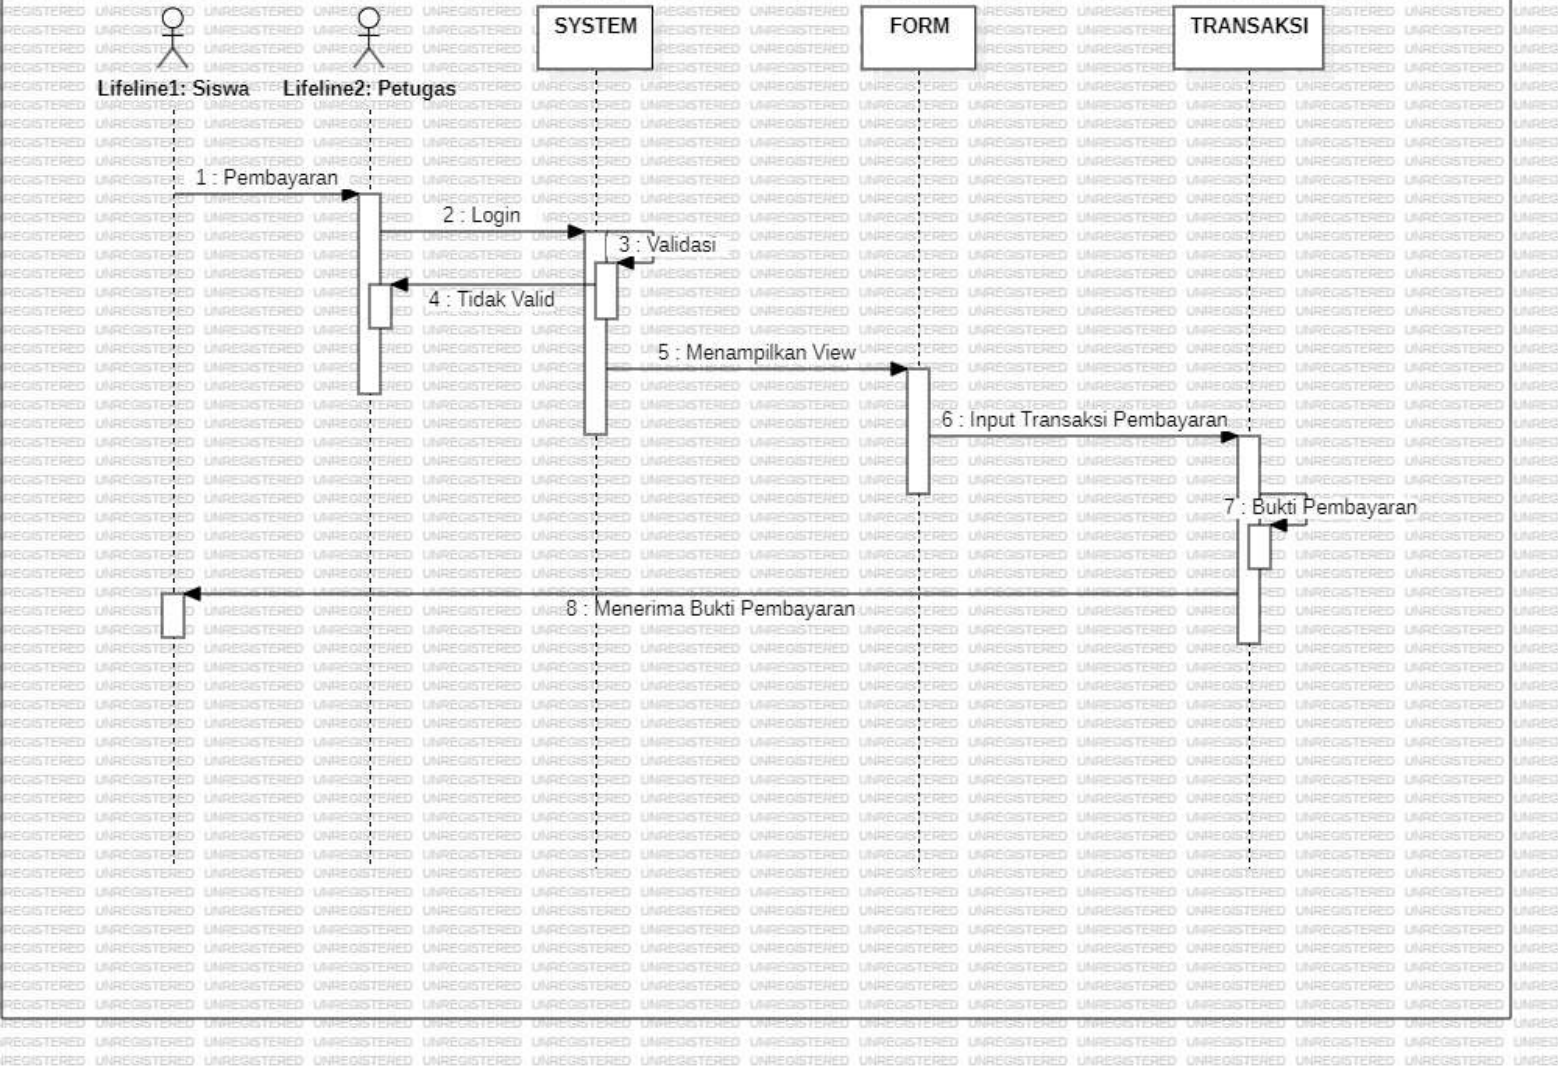 SYSTEM
FORM
TRANSAKSI
Lifeline1: Siswa
Lifeline2: Petugas
1 : Pembayaran
2 : Login
3 : Validasi
4 : Tidak Valid
5 : Menampilkan View
6 : Input Transaksi Pembayaran
7 : Bukti Pembayaran
8 : Menerima Bukti Pembayaran
UNREGISTERED